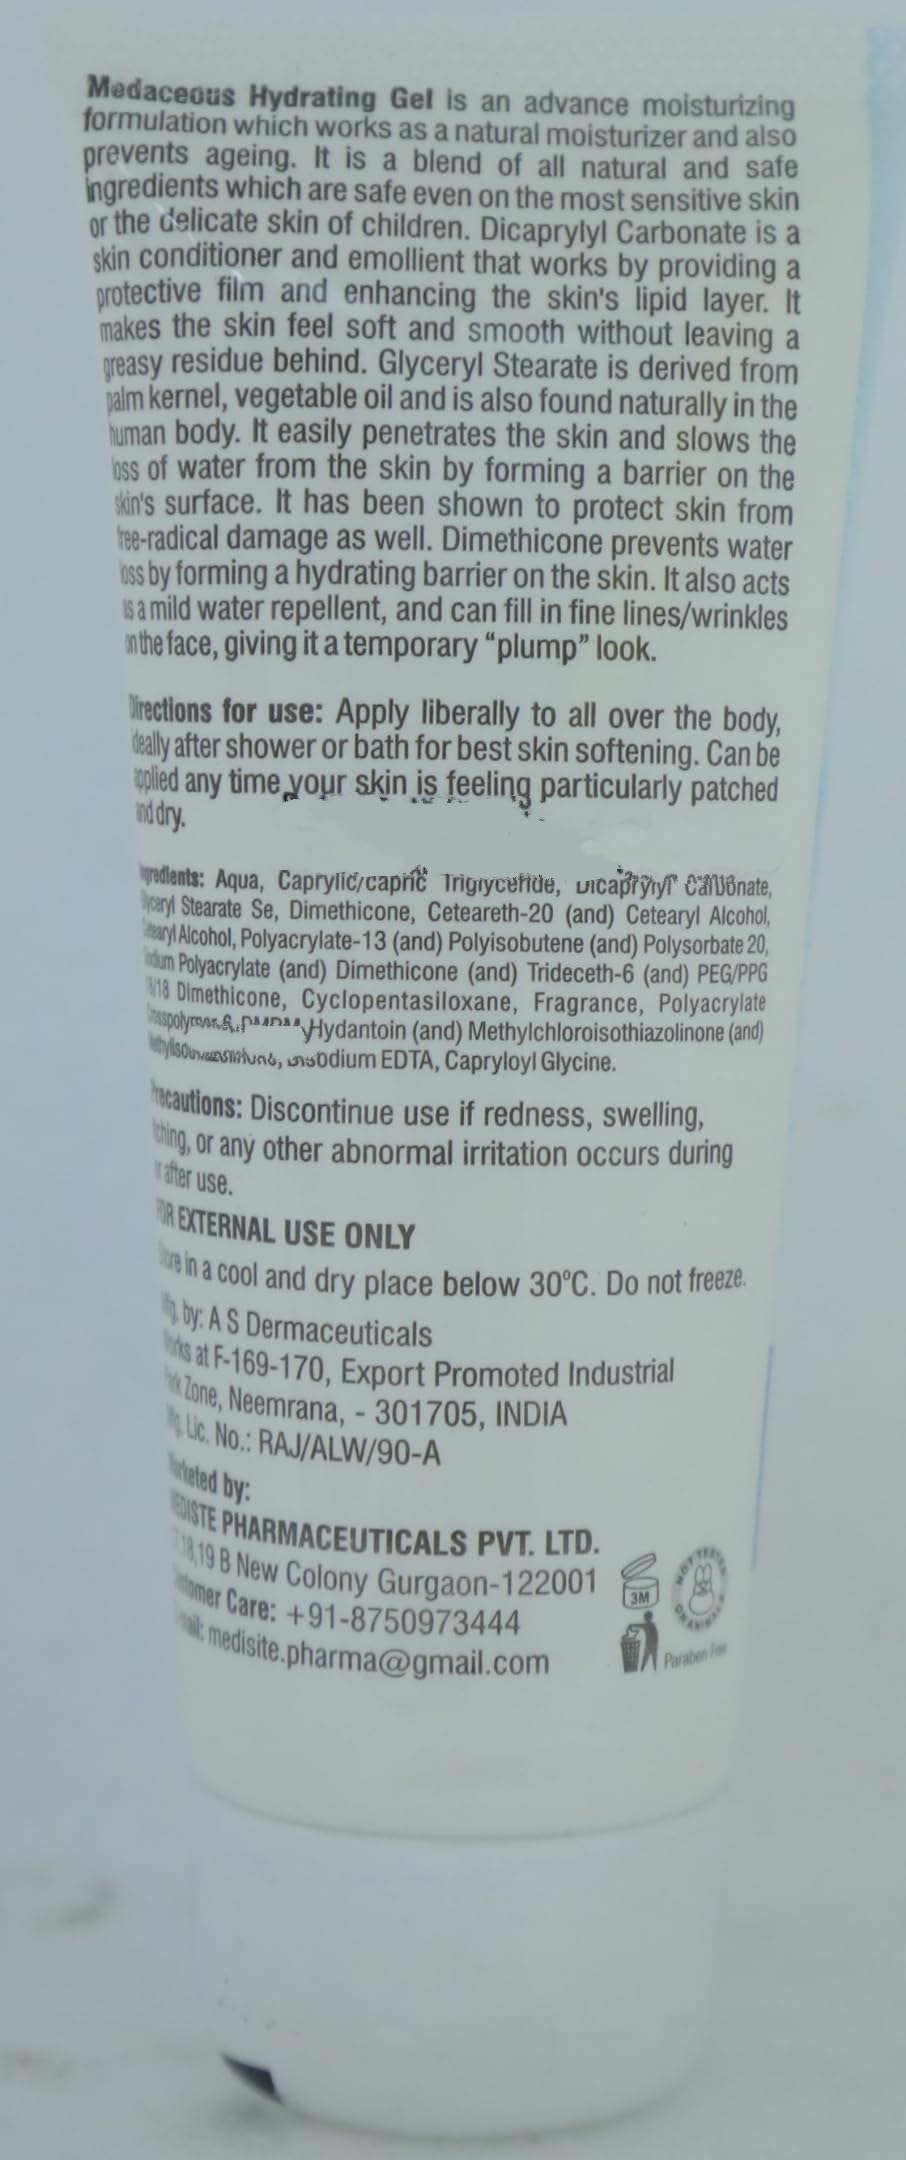 Medaceous Hydrating Gel is an advance moisturizing
formulation which works as a natural moisturizer and also
prevents ageing. It is a blend of all natural and safe
ingredients which are safe even on the most sensitive skin
or the delicate skin of children. Dicaprylyl Carbonate is a
skin conditioner and emollient that works by providing a
protective film and enhancing the skin's lipid layer. It
makes the skin feel soft and smooth without leaving a
greasy residue behind. Glyceryl Stearate is derived from
palm kernel, vegetable oil and is also found naturally in the
human body. It easily penetrates the skin and slows the
loss of water from the skin by forming a barrier on the
skin's surface. It has been shown to protect skin from
free-radical damage as well. Dimethicone prevents water
loss by forming a hydrating barrier on the skin. It also acts
as a mild water repellent, and can fill in fine lines/wrinkles
on the face, giving it a temporary “plump” look.
Directions for use: Apply liberally to all over the body,
ideally after shower or bath for best skin softening. Can be
applied any time your skin is feeling particularly patched
and dry.
Ingredients: Aqua, Caprylic/capric Triglyceride, Dicaprylyl Carbonate,
Glyceryl Stearate Se, Dimethicone, Ceteareth-20 (and) Cetearyl Alcohol,
Cetearyl Alcohol, Polyacrylate-13 (and) Polyisobutene (and) Polysorbate 20,
Sodium Polyacrylate (and) Dimethicone (and) Trideceth-6 (and) PEG/PPG
18/18 Dimethicone, Cyclopentasiloxane, Fragrance, Polyacrylate
Crosspolymer-6, DMDM Hydantoin (and) Methylchloroisothiazolinone (and)
Disodium EDTA, Capryloyl Glycine.
Precautions: Discontinue use if redness, swelling,
itching, or any other abnormal irritation occurs during
or after use.
FOR EXTERNAL USE ONLY
Store in a cool and dry place below 30°C. Do not freeze.
Mfg. by: A S Dermaceuticals
Works at F-169-170, Export Promoted Industrial
Park Zone, Neemrana, - 301705, INDIA
Mfg. Lic. No.: RAJ/ALW/90-A
Marketed by:
MEDISTE PHARMACEUTICALS PVT. LTD.
18,19 B New Colony Gurgaon-122001
Customer Care: +91-8750973444
Email: medisite.pharma@gmail.com
3M
NOT TESTED
ON ANIMALS
Paraben Free